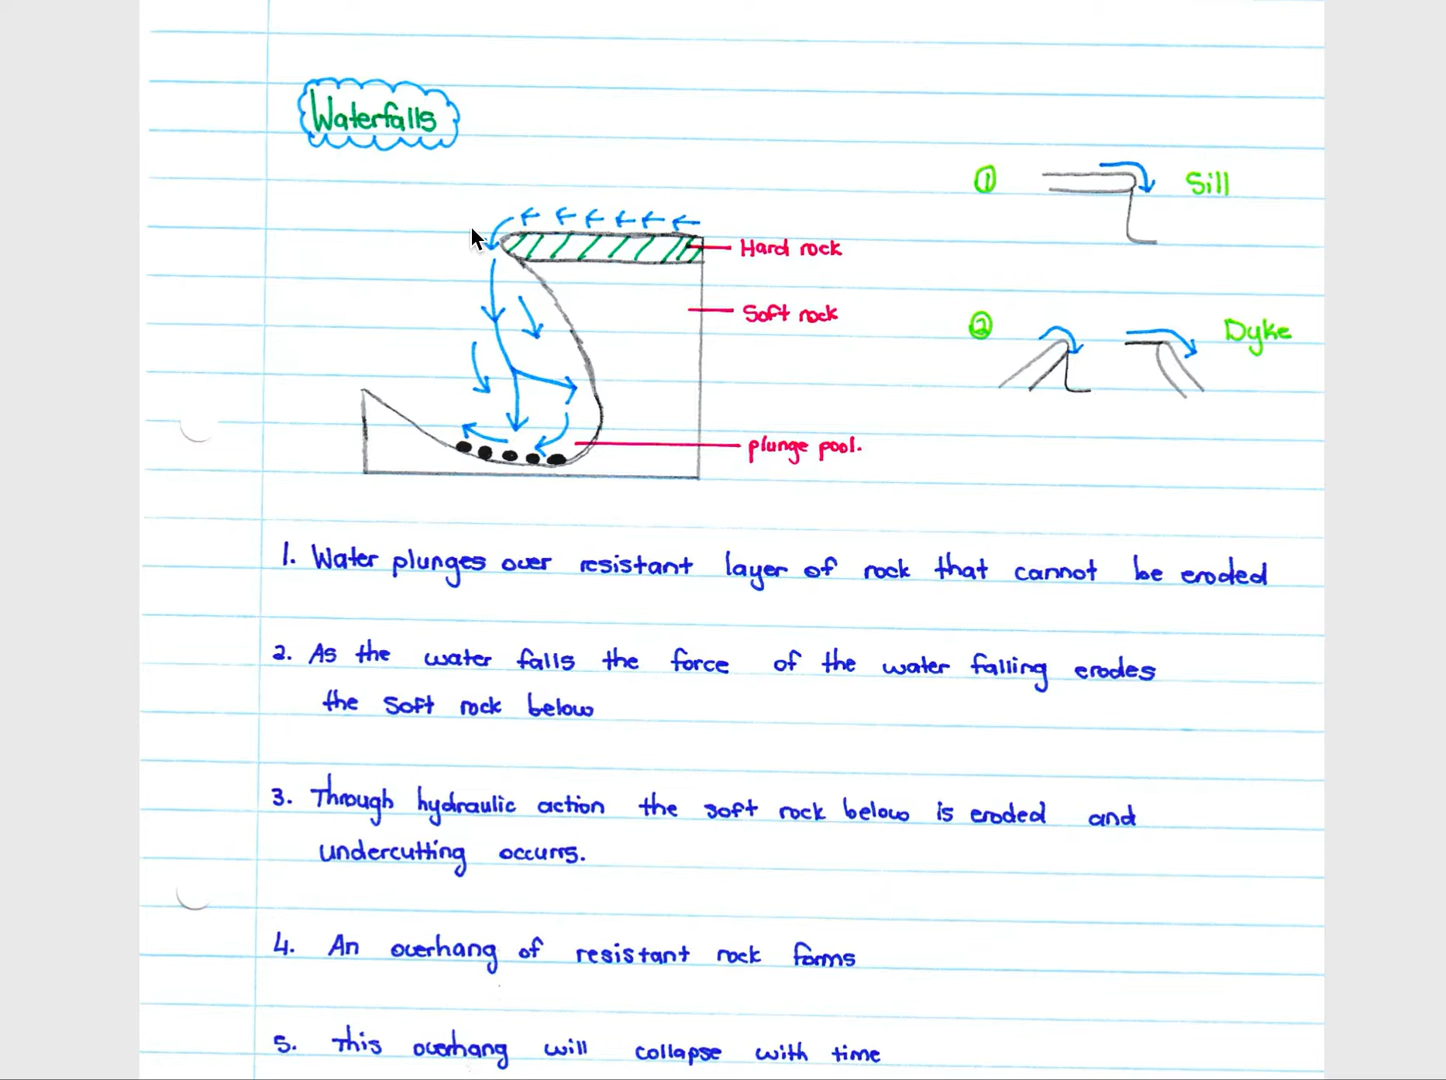 Waterfalls
① Sill
Hard rock
Soft rock
② Dyke
plunge pool.
1. Water plunges over resistant layer of rock that cannot be eroded
2. As the water falls the force of the water falling erodes
the soft rock below
3. Through hydraulic action the soft rock below is eroded and
undercutting occurrs.
4. An overhang of resistant rock forms
5. This overhang will collapse with time